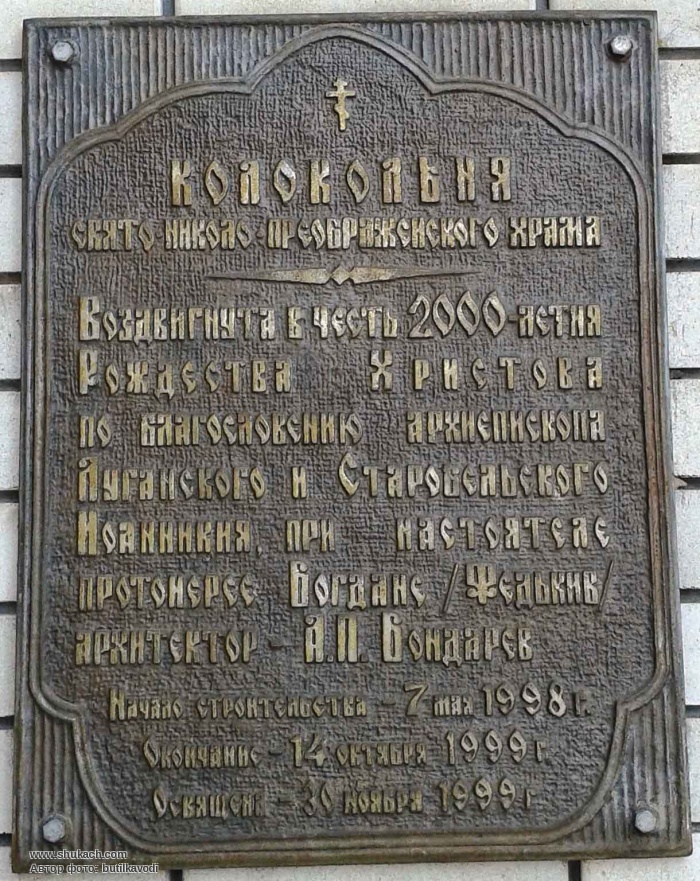 КОЛОКОЛЬНЯ
СВЯТО-НИКОЛО-ПРЕОБРАЖЕНСКОГО ХРАМА
Воздвигнута в честь 2000-летия
Рождества Христова
по благословению архиепископа
Луганского и Старобельского
Иоанникия, при настоятеле
протоиерее Богдане /Федькив/
архитектор - А.П. Бондарев
Начало строительства - 7 мая 1998 г.
Окончание - 14 октября 1999 г.
Освящена - 30 ноября 1999 г
www.shukach.com
Автор фото: butilkavodi